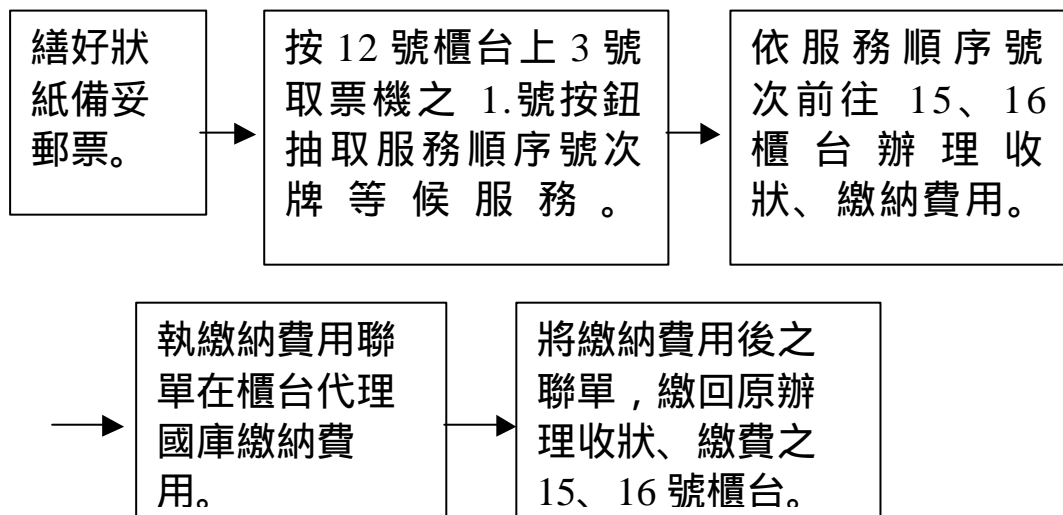 繕好狀
紙備妥
郵票。
按 12 號櫃台上 3 號
取票機之 1.號按鈕
抽取服務順序號次
牌等候服務。
依服務順序號
次前往 15、16
櫃台辦理收
狀、繳納費用。
執繳納費用聯
單在櫃台代理
國庫繳納費
用。
將繳納費用後之
聯單，繳回原辦
理收狀、繳費之
15、16 號櫃台。